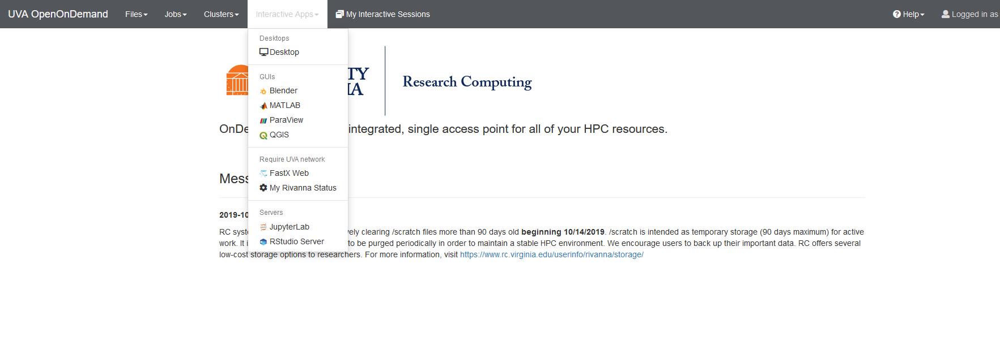 UVA OpenOnDemand Files Jobs Clusters Interactive Apps My Interactive Sessions Help Logged in as
Desktops
Desktop
GUIs
Blender
MATLAB
ParaView
QGIS
Require UVA network
FastX Web
My Rivanna Status
Servers
JupyterLab
RStudio Server
TY
IA
Research Computing
OnDe integrated, single access point for all of your HPC resources.
Mess
2019-10
RC syst vely clearing /scratch files more than 90 days old beginning 10/14/2019. /scratch is intended as temporary storage (90 days maximum) for active
work. It i to be purged periodically in order to maintain a stable HPC environment. We encourage users to back up their important data. RC offers several
low-cost storage options to researchers. For more information, visit https://www.rc.virginia.edu/userinfo/rivanna/storage/